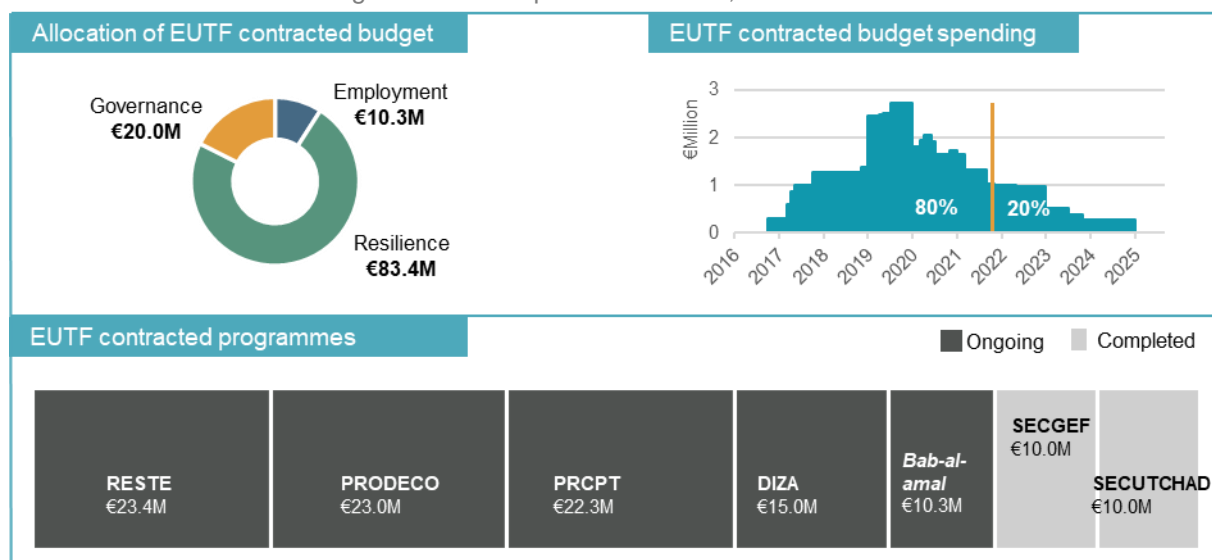 Allocation of EUTF contracted budget
Governance
€20.0M
Employment
€10.3M
Resilience
€83.4M
EUTF contracted budget spending
€Million
3
2
1
0
80%
20%
2016
2017
2018
2019
2020
2021
2022
2023
2024
2025
EUTF contracted programmes
Ongoing
Completed
RESTE
€23.4M
PRODECO
€23.0M
PRCPT
€22.3M
DIZA
€15.0M
Bab-al-
amal
€10.3M
SECGEF
€10.0M
SECUTCHAD
€10.0M